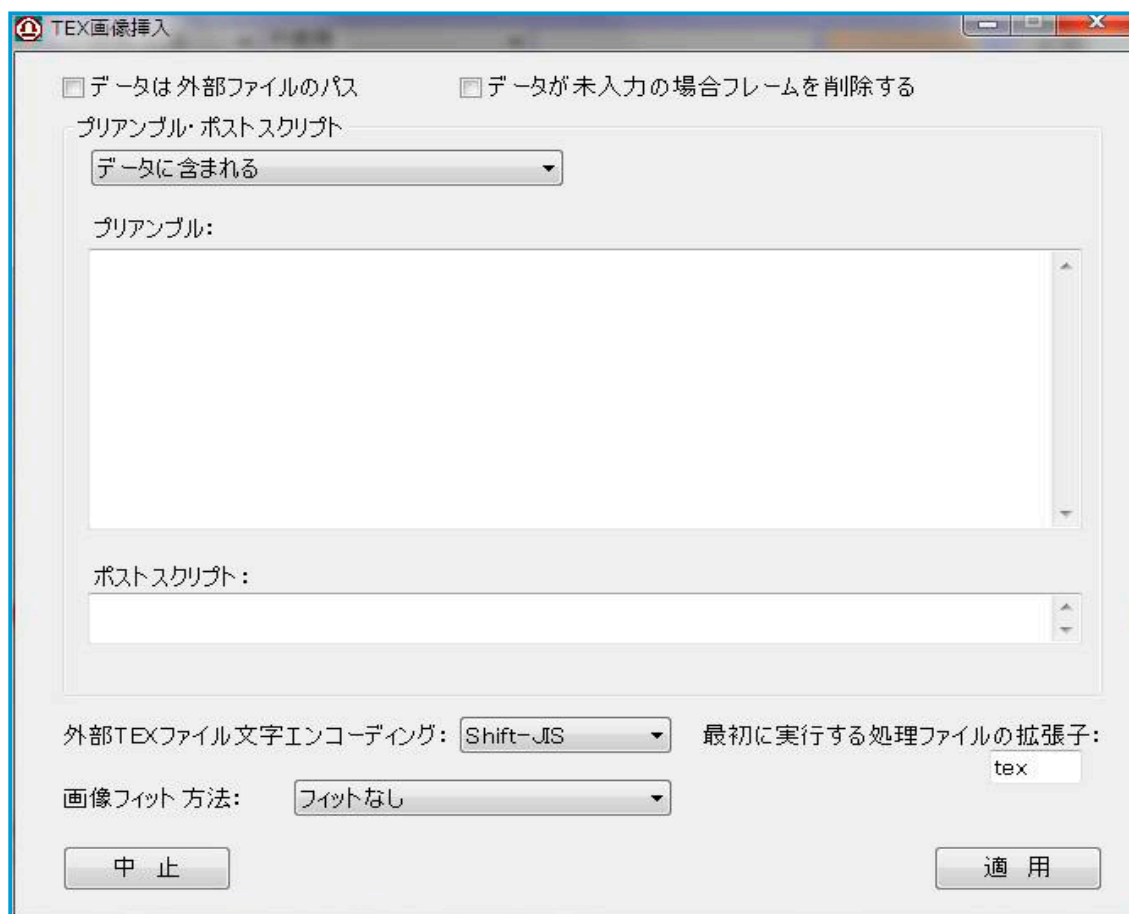 TEX画像挿入
データは外部ファイルのパス
データが未入力の場合フレームを削除する
プリアンブル・ポストスクリプト
データに含まれる
プリアンブル:
ポストスクリプト:
外部TEXファイル文字エンコーディング: Shift-JIS
最初に実行する処理ファイルの拡張子:
tex
画像フィット方法: フィットなし
中 止
適 用